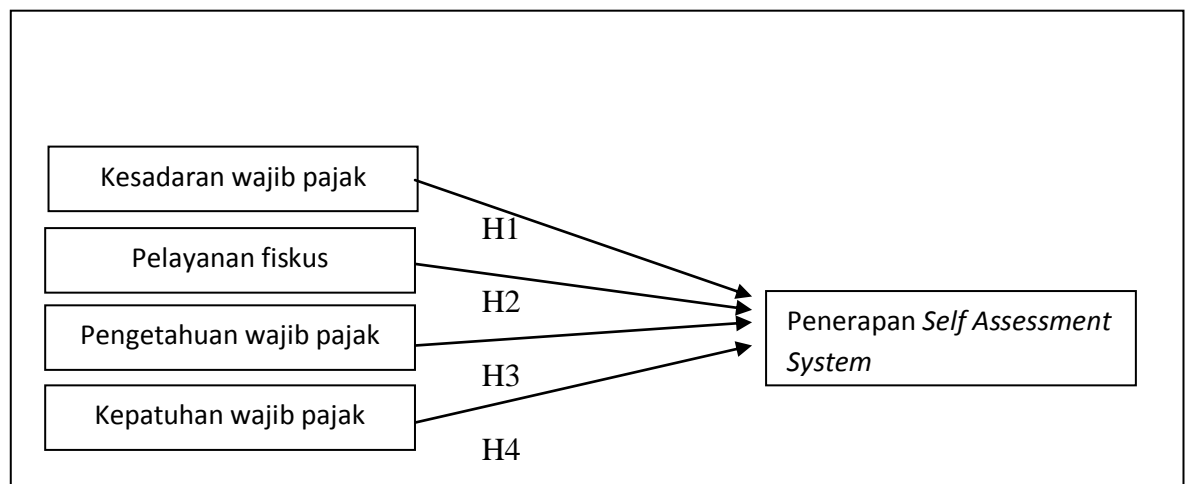 Kesadaran wajib pajak
H1
Pelayanan fiskus
H2
Pengetahuan wajib pajak
H3
Kepatuhan wajib pajak
H4
Penerapan Self Assessment
System